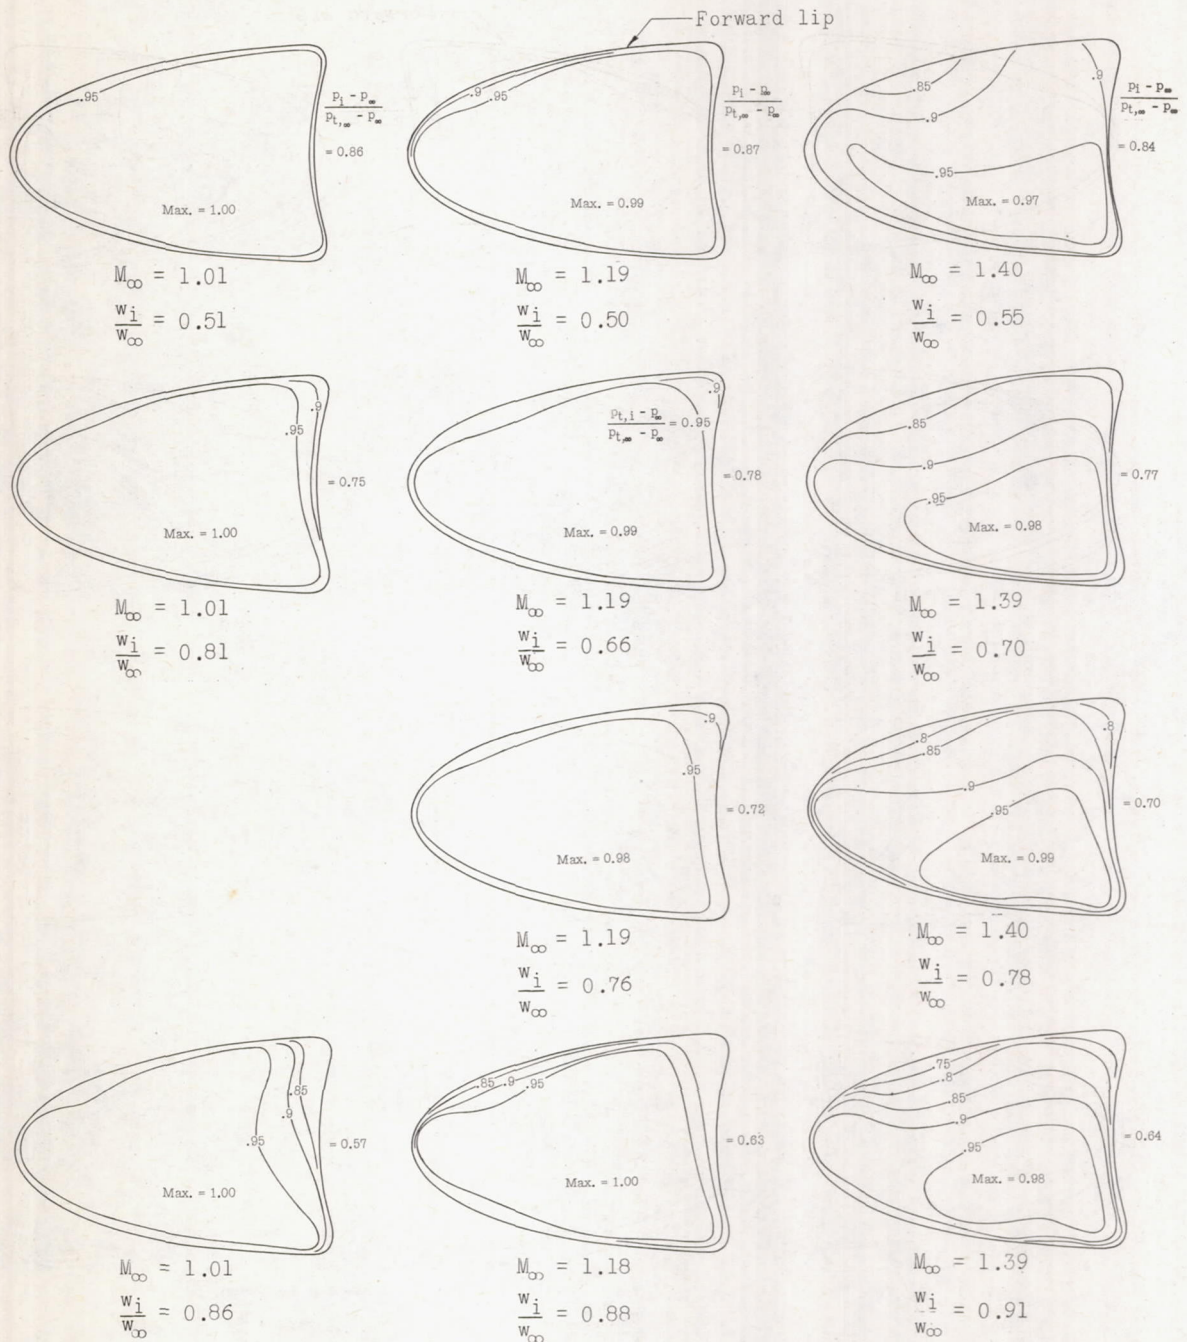 Forward lip
.95
pᵢ - p∞ / pₜ,∞ - p∞
= 0.86
Max. = 1.00
M∞ = 1.01
wᵢ / w∞ = 0.51
.9
.95
pᵢ - p∞ / pₜ,∞ - p∞
= 0.87
Max. = 0.99
M∞ = 1.19
wᵢ / w∞ = 0.50
.85
.9
.9
.95
pᵢ - p∞ / pₜ,∞ - p∞
= 0.84
Max. = 0.97
M∞ = 1.40
wᵢ / w∞ = 0.55
.9
.95
= 0.75
Max. = 1.00
M∞ = 1.01
wᵢ / w∞ = 0.81
.9
pₜ,ᵢ - p∞ / pₜ,∞ - p∞ = 0.95
= 0.78
Max. = 0.99
M∞ = 1.19
wᵢ / w∞ = 0.66
.85
.9
.95
= 0.77
Max. = 0.98
M∞ = 1.39
wᵢ / w∞ = 0.70
.9
.95
= 0.72
Max. = 0.98
M∞ = 1.19
wᵢ / w∞ = 0.76
.8
.8
.85
.9
.95
= 0.70
Max. = 0.99
M∞ = 1.40
wᵢ / w∞ = 0.78
.85
.9
.95
= 0.57
Max. = 1.00
M∞ = 1.01
wᵢ / w∞ = 0.86
.85
.9
.95
= 0.63
Max. = 1.00
M∞ = 1.18
wᵢ / w∞ = 0.88
.75
.8
.85
.9
.95
= 0.64
Max. = 0.98
M∞ = 1.39
wᵢ / w∞ = 0.91